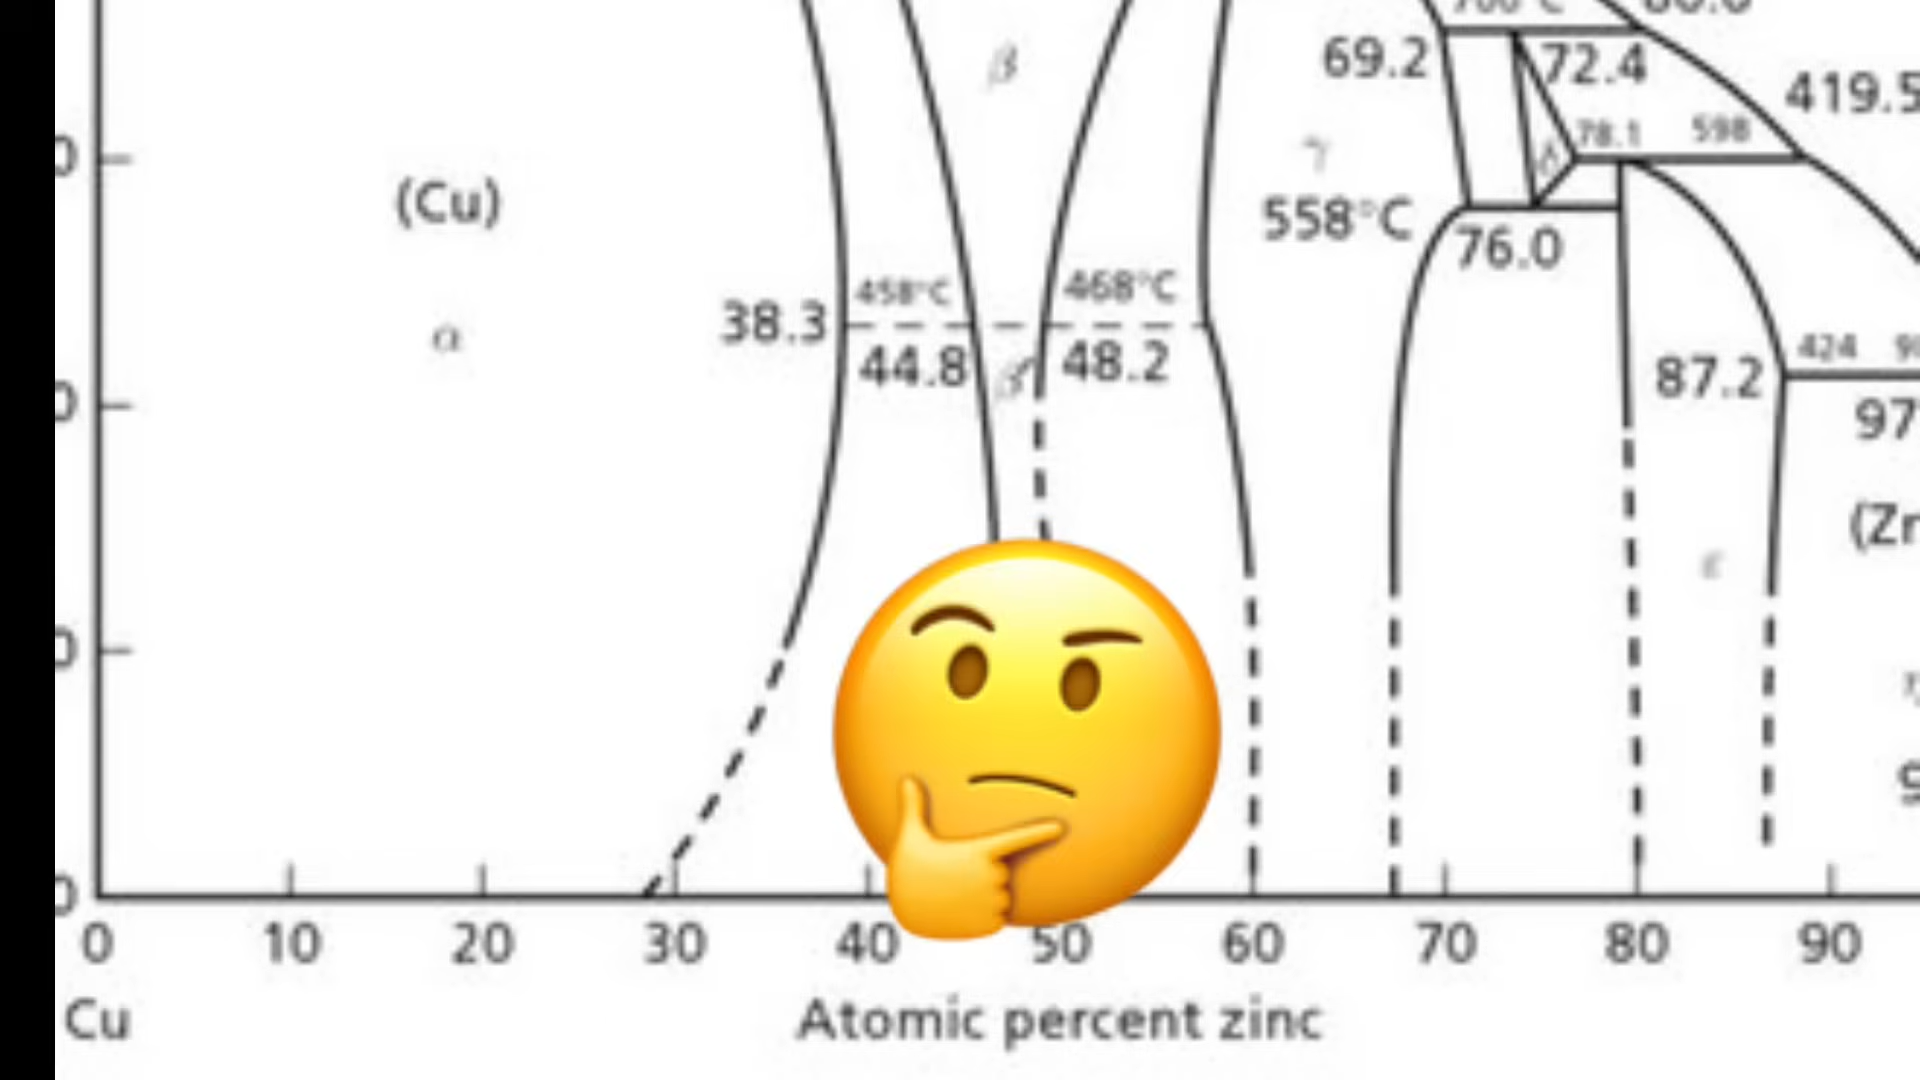 69.2
72.4
419.5
78.1 598
γ
(Cu)
β
α
558°C
76.0
38.3
458°C
468°C
44.8
β'
48.2
424
87.2
97
ε
0 10 20 30 40 50 60 70 80 90
Cu
Atomic percent zinc